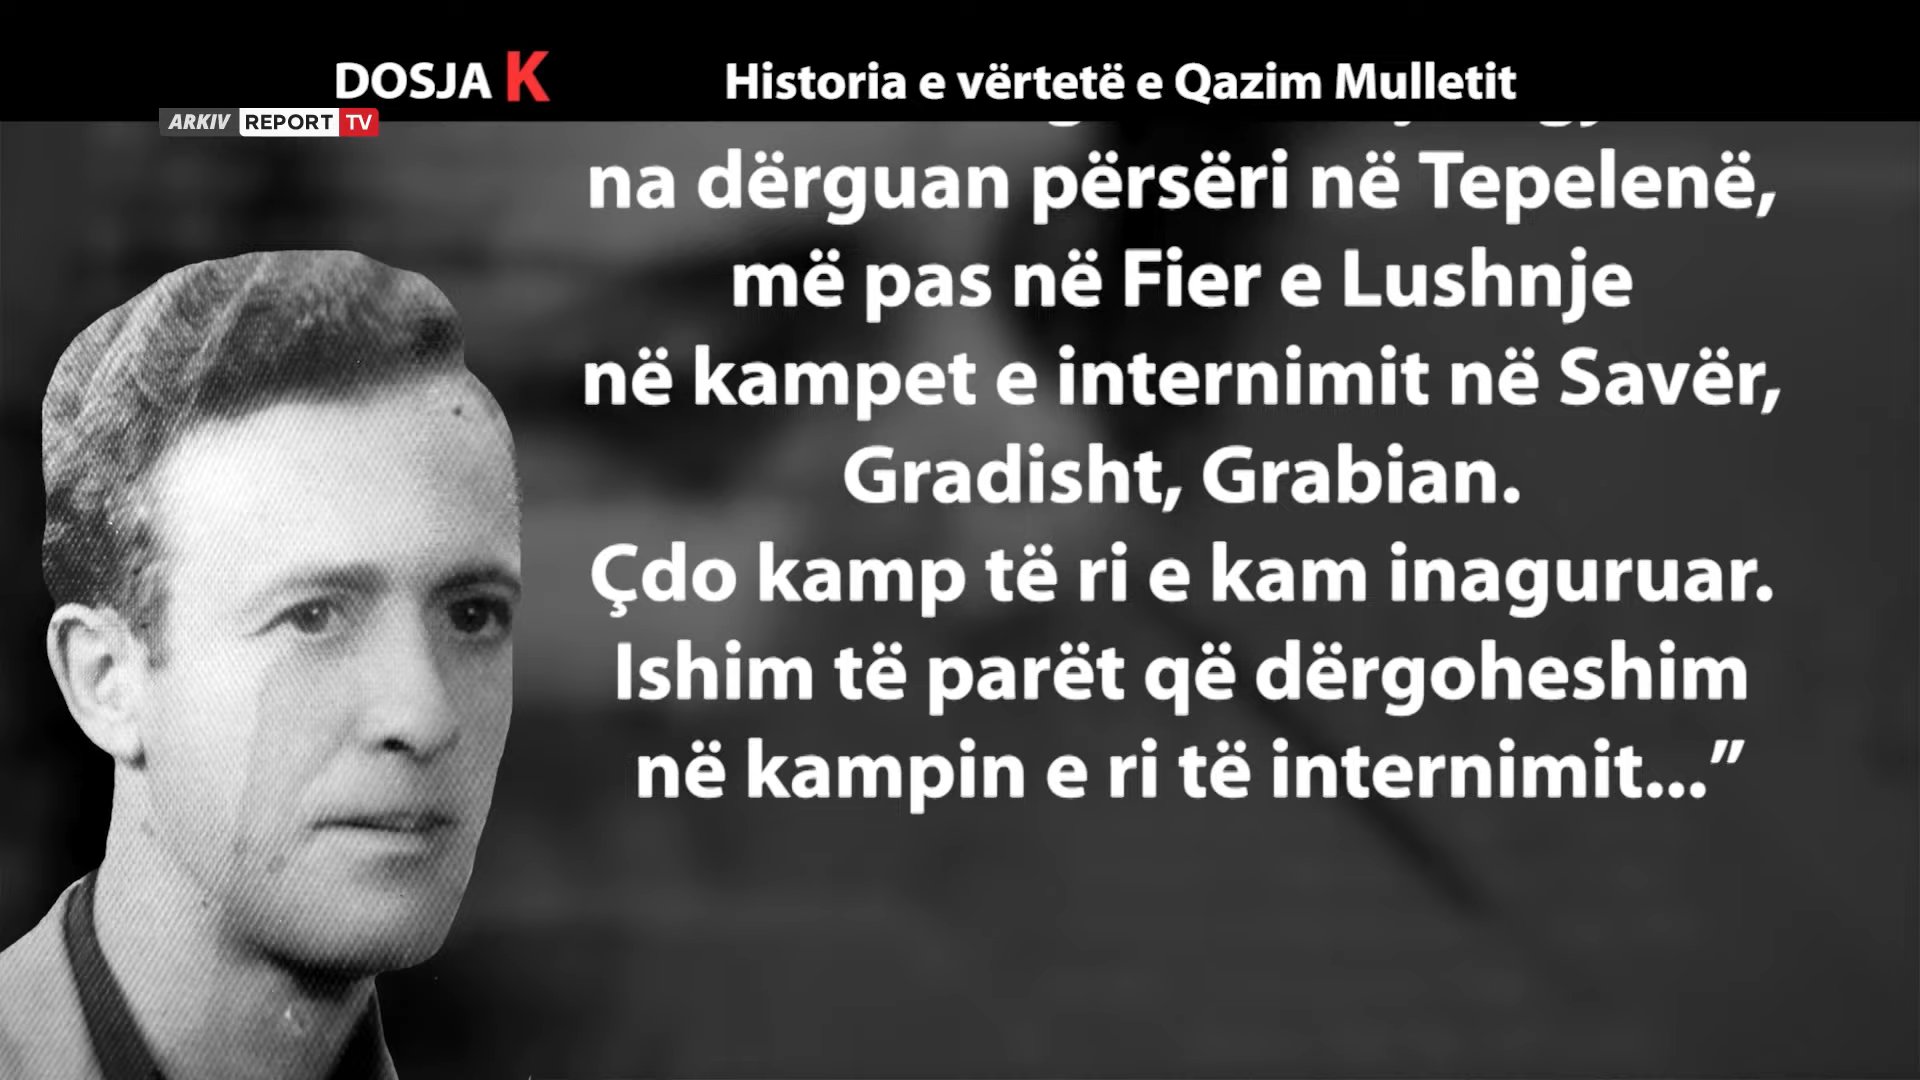 DOSJA K
Historia e vërtetë e Qazim Mulletit
ARKIV REPORT TV
na dërguan përsëri në Tepelenë,
më pas në Fier e Lushnje
në kampet e internimit në Savër,
Gradisht, Grabian.
Çdo kamp të ri e kam inaguruar.
Ishim të parët që dërgoheshim
në kampin e ri të internimit...”